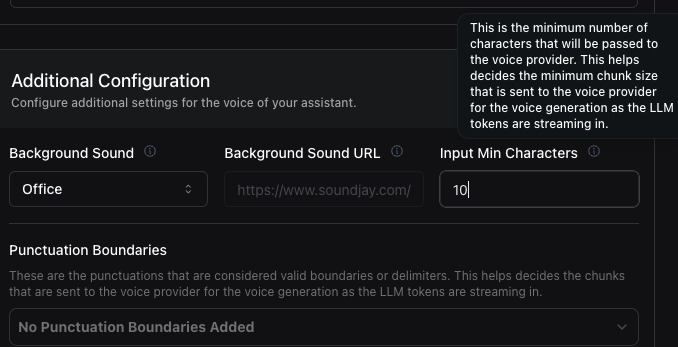 This is the minimum number of
characters that will be passed to
the voice provider. This helps
decides the minimum chunk size
that is sent to the voice provider
for the voice generation as the LLM
tokens are streaming in.
Additional Configuration
Configure additional settings for the voice of your assistant.
Background Sound
Background Sound URL
Input Min Characters
Office
https://www.soundjay.com/
10
Punctuation Boundaries
These are the punctuations that are considered valid boundaries or delimiters. This helps decides the chunks
that are sent to the voice provider for the voice generation as the LLM tokens are streaming in.
No Punctuation Boundaries Added